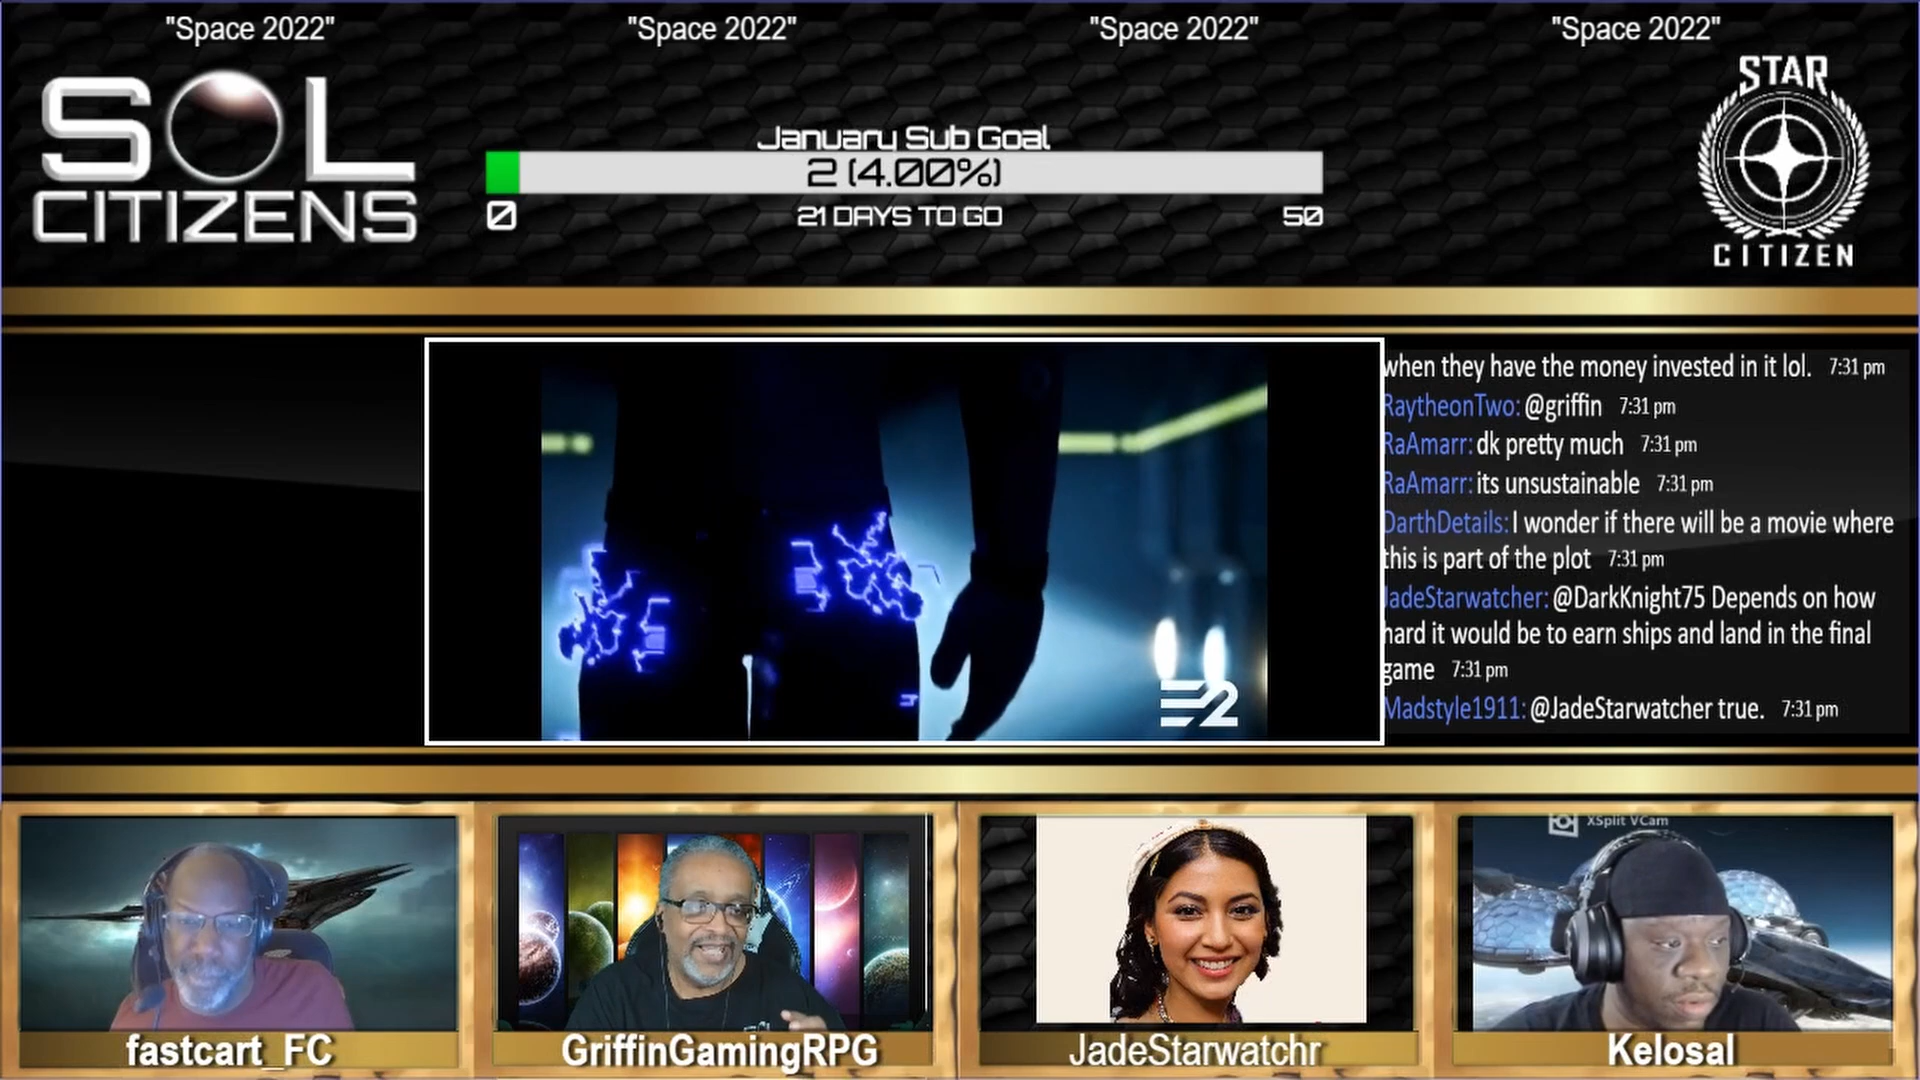 "Space 2022" "Space 2022" "Space 2022" "Space 2022"
SOL
CITIZENS
January Sub Goal
2 (4.00%)
0 21 DAYS TO GO 50
STAR
CITIZEN
when they have the money invested in it lol. 7:31 pm
RaytheonTwo: @griffin 7:31 pm
RaAmarr: dk pretty much 7:31 pm
RaAmarr: its unsustainable 7:31 pm
DarthDetails: I wonder if there will be a movie where
this is part of the plot 7:31 pm
JadeStarwatcher: @DarkKnight75 Depends on how
hard it would be to earn ships and land in the final
game 7:31 pm
Madstyle1911: @JadeStarwatcher true. 7:31 pm
E2
XSplit VCam
fastcart_FC
GriffinGamingRPG
JadeStarwatchr
Kelosal